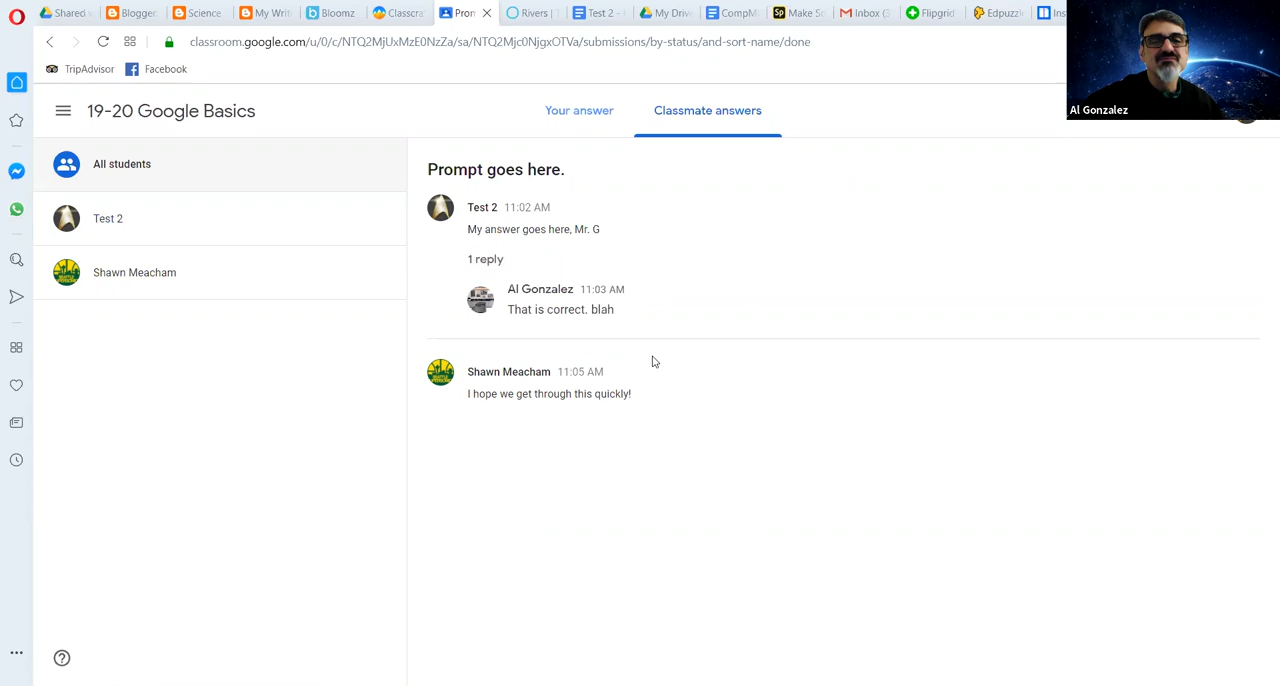 Shared
Blogger
Science
My Writ
Bloomz
Classcra
Pron
Rivers | T
Test 2 -
My Drive
CompM
Make S
Inbox (3
Flipgrid
Edpuzzl
Ins
classroom.google.com/u/0/c/NTQ2MjUxMzE0NzZa/sa/NTQ2Mjc0NjgxOTVa/submissions/by-status/and-sort-name/done
TripAdvisor
Facebook
Al Gonzalez
19-20 Google Basics
Your answer
Classmate answers
All students
Test 2
Shawn Meacham
Prompt goes here.
Test 2 11:02 AM
My answer goes here, Mr. G
1 reply
Al Gonzalez 11:03 AM
That is correct. blah
Shawn Meacham 11:05 AM
I hope we get through this quickly!